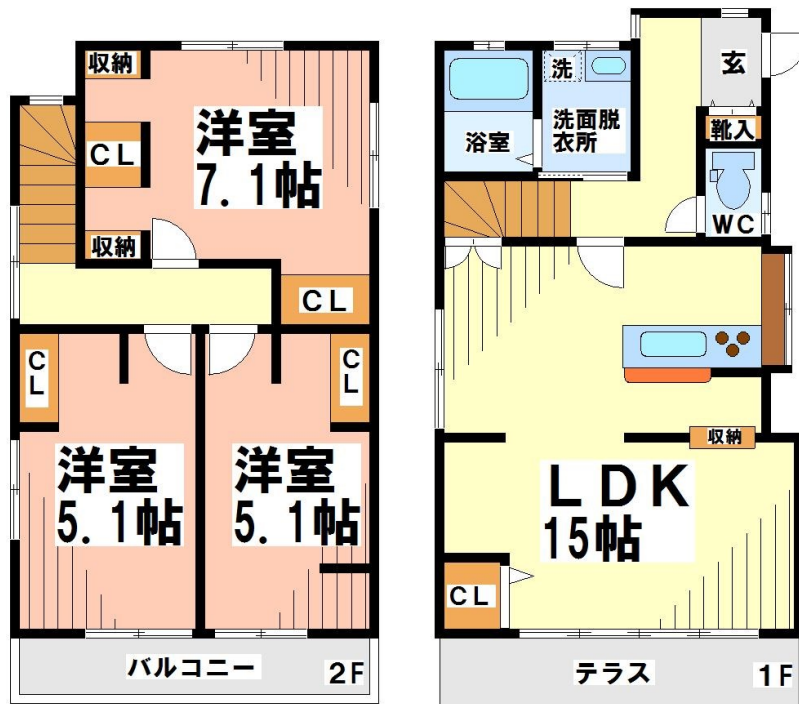 収納
CL
洋室
7.1帖
収納
CL
CL
CL
洋室
5.1帖
洋室
5.1帖
バルコニー
2F
浴室
洗
洗面脱
衣所
玄
靴入
WC
収納
LDK
15帖
CL
テラス
1F